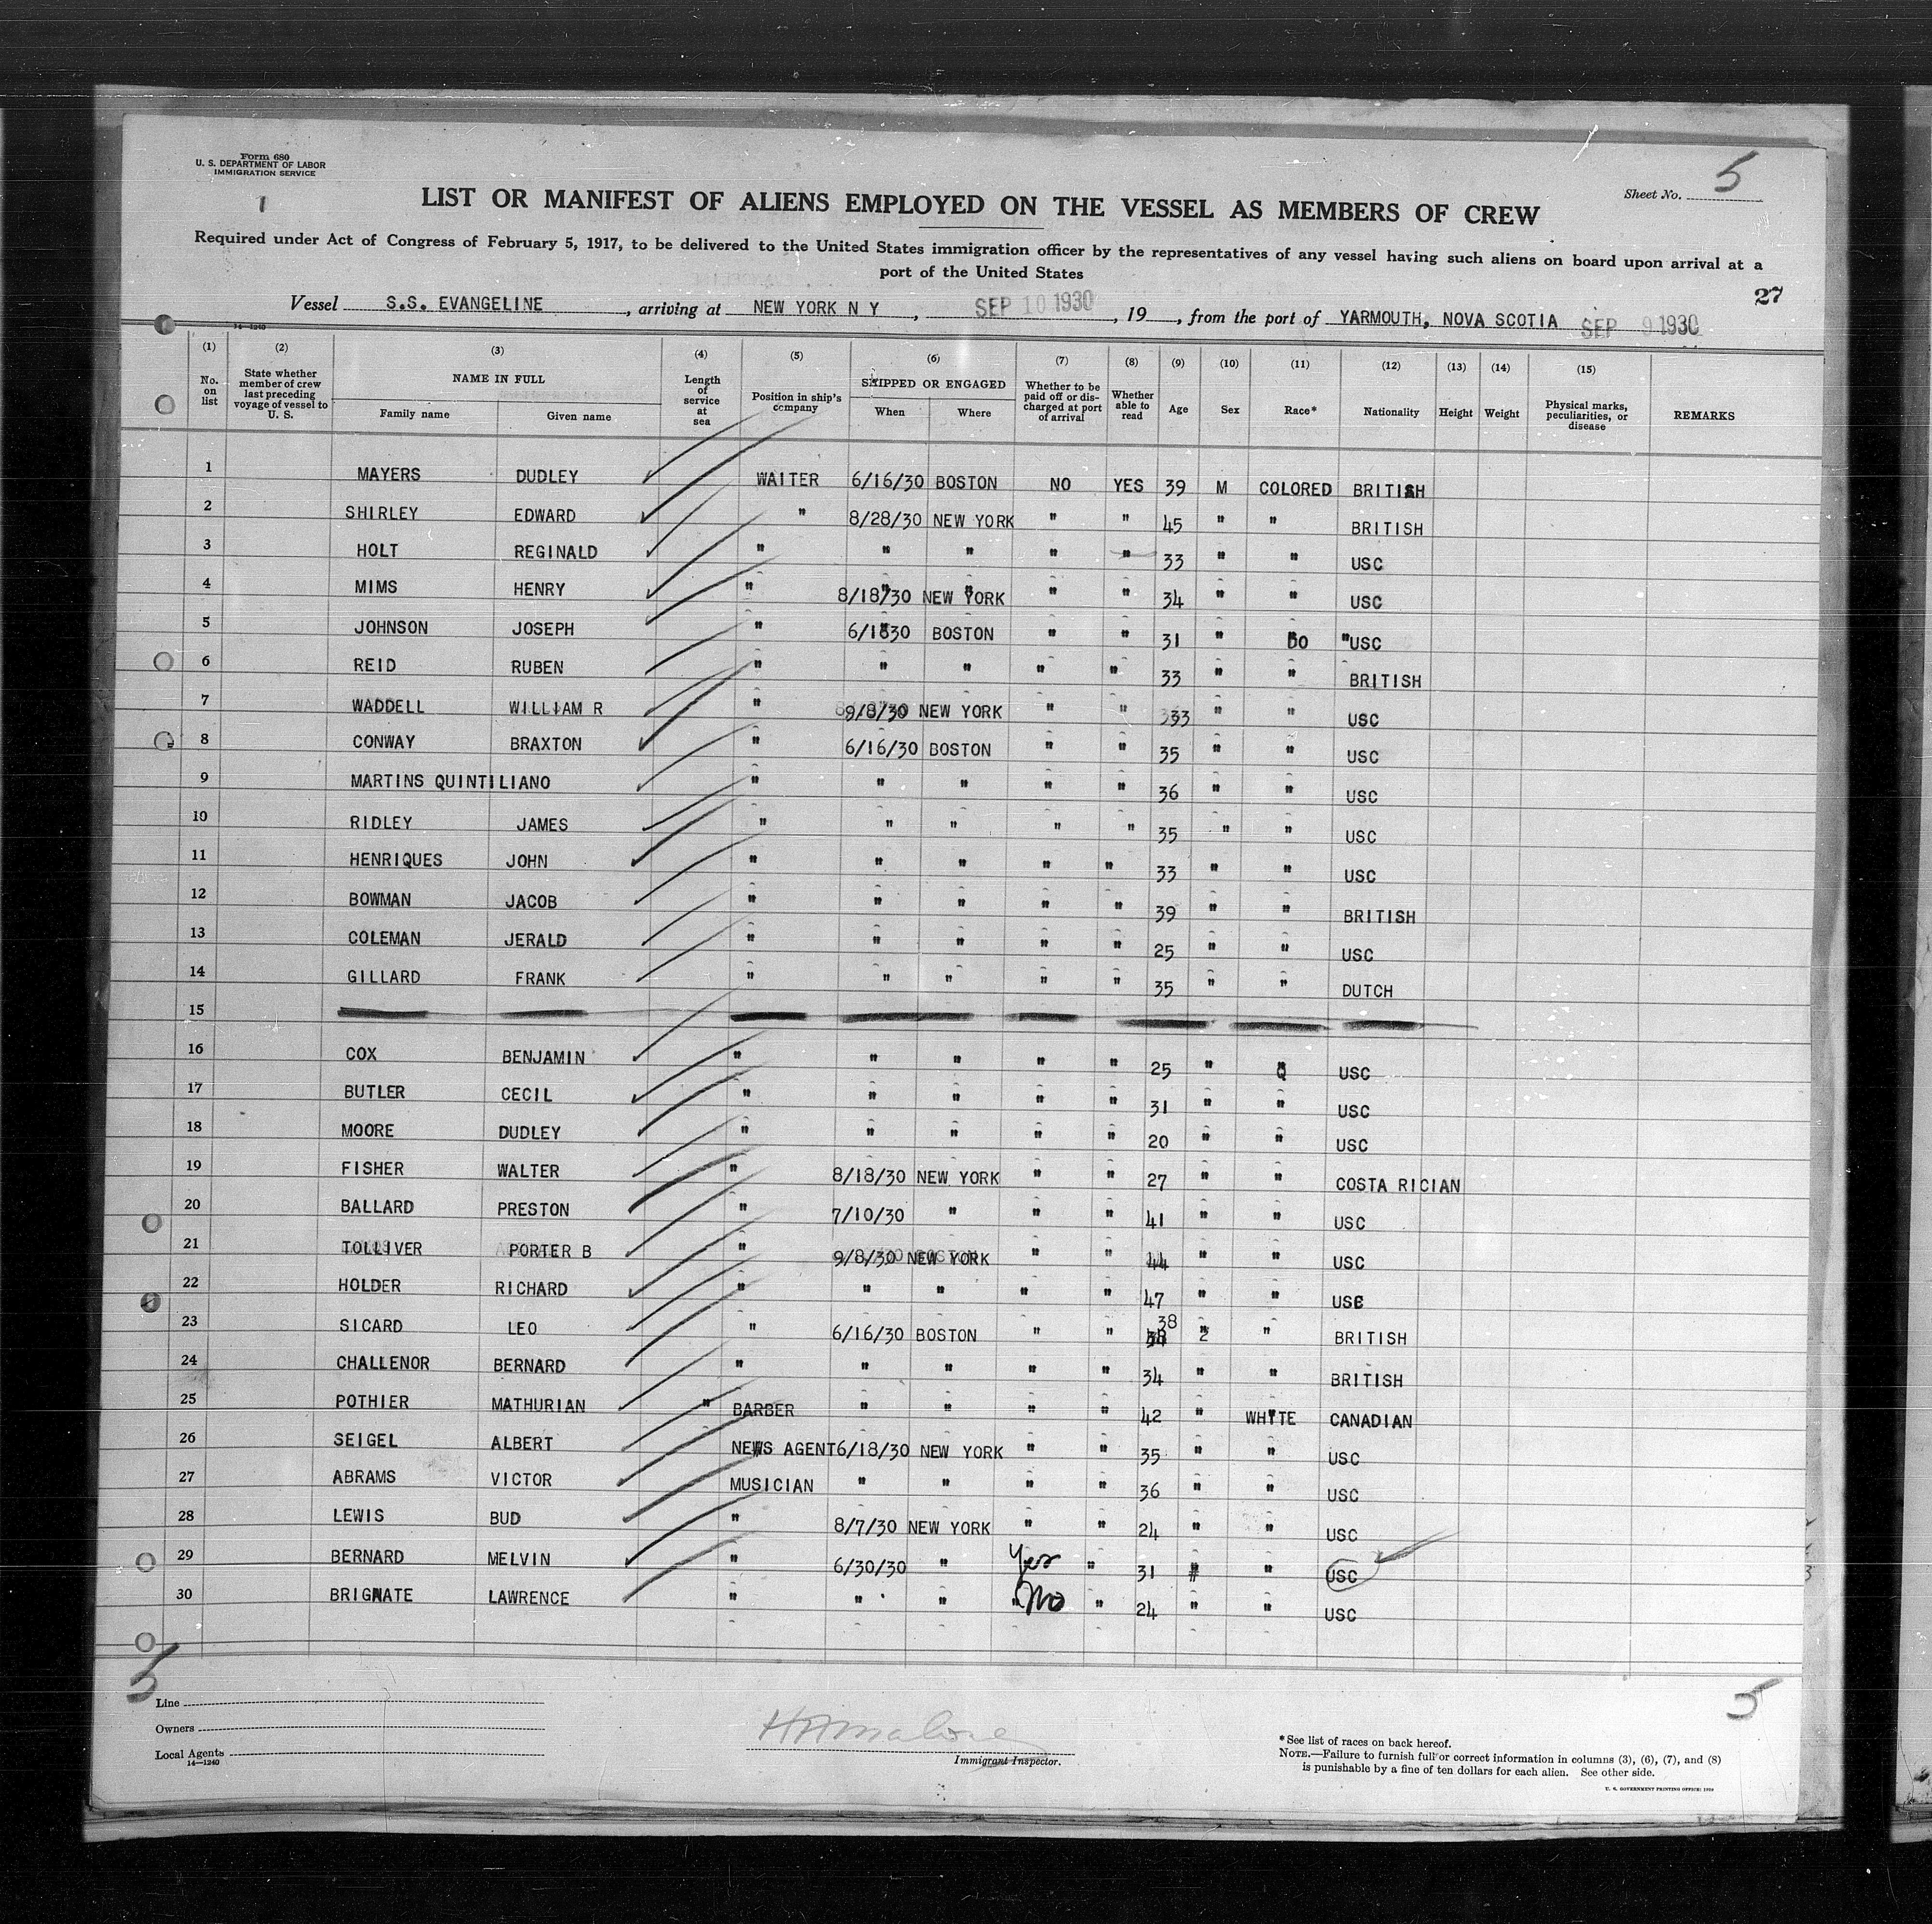 Form 680
U. S. DEPARTMENT OF LABOR
IMMIGRATION SERVICE
1
Sheet No. 5
LIST OR MANIFEST OF ALIENS EMPLOYED ON THE VESSEL AS MEMBERS OF CREW
Required under Act of Congress of February 5, 1917, to be delivered to the United States immigration officer by the representatives of any vessel having such aliens on board upon arrival at a
port of the United States
27
Vessel S.S. EVANGELINE, arriving at NEW YORK N Y, SEP 10 1930, 19, from the port of YARMOUTH, NOVA SCOTIA SEP 9 1930
14-1240
(1) (2) (3) (4) (5) (6) (7) (8) (9) (10) (11) (12) (13) (14) (15)
No. on list
State whether member of crew last preceding voyage of vessel to U. S.
NAME IN FULL
Family name Given name
Length of service at sea
Position in ship's company
SHIPPED OR ENGAGED
When Where
Whether to be paid off or discharged at port of arrival
Whether able to read
Age Sex Race* Nationality Height Weight
Physical marks, peculiarities, or disease
REMARKS
1 MAYERS DUDLEY WAITER 6/16/30 BOSTON NO YES 39 M COLORED BRITISH
2 SHIRLEY EDWARD " 8/28/30 NEW YORK " " 45 " " BRITISH
3 HOLT REGINALD " " " " " 33 " " USC
4 MIMS HENRY " 8/18/30 NEW YORK " " 34 " " USC
5 JOHNSON JOSEPH " 6/1630 BOSTON " " 31 " DO "USC
6 REID RUBEN " " " " " 33 " " BRITISH
7 WADDELL WILLIAM R " 9/8/30 NEW YORK " " 33 " " USC
8 CONWAY BRAXTON " 6/16/30 BOSTON " " 35 " " USC
9 MARTINS QUINTILIANO " " " " " 36 " " USC
10 RIDLEY JAMES " " " " " 35 " " USC
11 HENRIQUES JOHN " " " " " 33 " " USC
12 BOWMAN JACOB " " " " " 39 " " BRITISH
13 COLEMAN JERALD " " " " " 25 " " USC
14 GILLARD FRANK " " " " " 35 " " DUTCH
15
16 COX BENJAMIN " " " " " 25 " " USC
17 BUTLER CECIL " " " " " 31 " " USC
18 MOORE DUDLEY " " " " " 20 " " USC
19 FISHER WALTER " 8/18/30 NEW YORK " " 27 " " COSTA RICIAN
20 BALLARD PRESTON " 7/10/30 " " " 41 " " USC
21 TOLLIVER PORTER B " 9/8/30 NEW YORK " " 44 " " USC
22 HOLDER RICHARD " " " " " 47 " " USC
23 SICARD LEO " 6/16/30 BOSTON " " 38 " " BRITISH
24 CHALLENOR BERNARD " " " " " 34 " " BRITISH
25 POTHIER MATHURIAN " BARBER " " " " 42 " WHITE CANADIAN
26 SEIGEL ALBERT NEWS AGENT 6/18/30 NEW YORK " " 35 " " USC
27 ABRAMS VICTOR MUSICIAN " " " " 36 " " USC
28 LEWIS BUD " 8/7/30 NEW YORK " " 24 " " USC
29 BERNARD MELVIN " 6/30/30 " Yes " 31 " " USC
30 BRIGNATE LAWRENCE " " " No " 24 " " USC
5
5
Line
Owners
Local Agents
14—1240
H A Malone
Immigrant Inspector.
*See list of races on back hereof.
NOTE.—Failure to furnish full or correct information in columns (3), (6), (7), and (8)
is punishable by a fine of ten dollars for each alien. See other side.
U. S. GOVERNMENT PRINTING OFFICE: